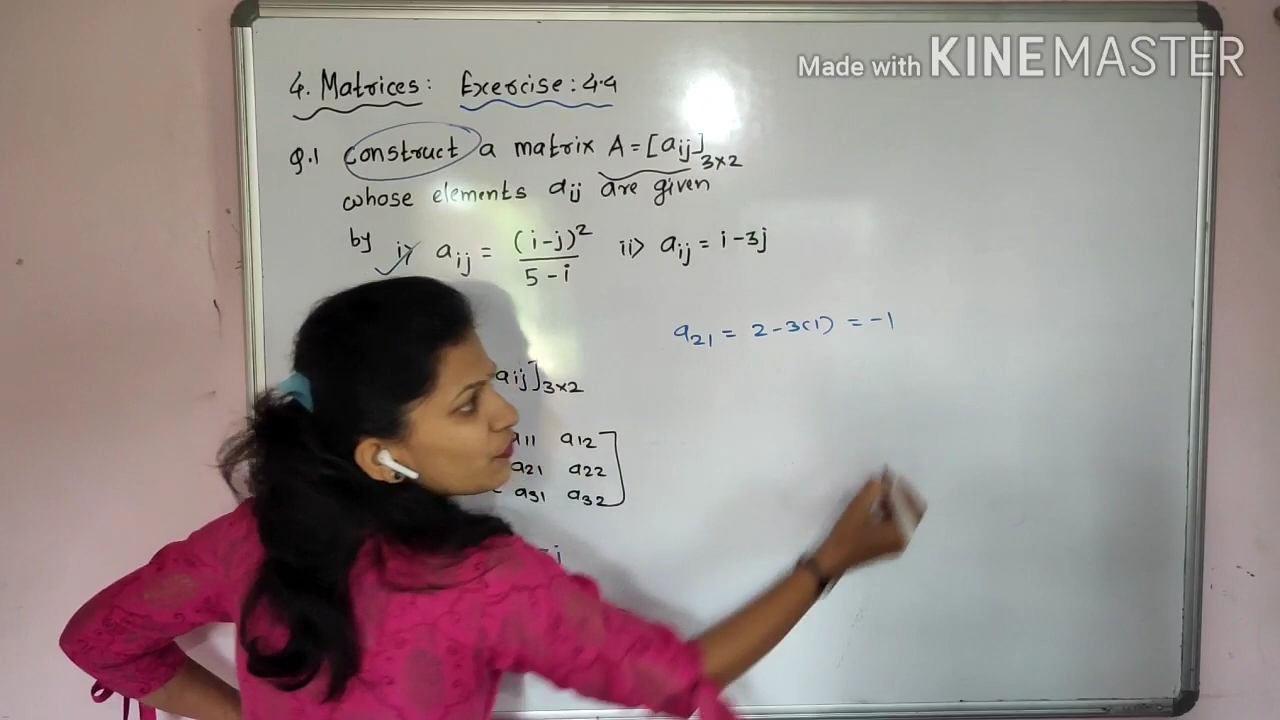 Made with KINEMASTER
4. Matrices: Exercise: 4.4
Q.1 Construct a matrix A = [aij]3×2
whose elements aij are given
by i) aij = (i-j)²/5-i ii) aij = i-3j
a21 = 2-3(1) = -1
aij]3×2
a11 a12
a21 a22
a31 a32